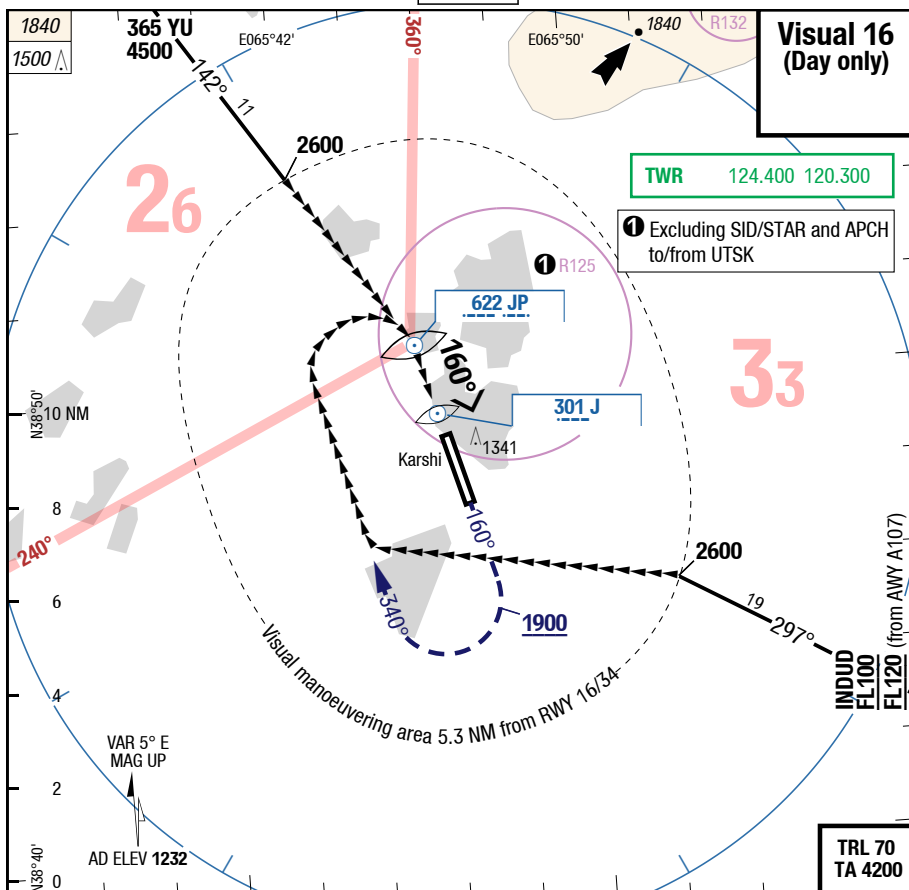 1840
1500
365 YU
4500
E065°42'
360°
E065°50'
1840
R132
Visual 16
(Day only)
142°
11
2600
26
TWR 124.400 120.300
1 Excluding SID/STAR and APCH
to/from UTSK
1 R125
622 JP
160°
33
N38°50'
10 NM
301 J
1341
Karshi
8
240°
160°
2600
6
340°
1900
19
297°
INDUD
FL100
FL120 (from AWY A107)
Visual manoeuvring area 5.3 NM from RWY 16/34
4
VAR 5° E
MAG UP
2
AD ELEV 1232
N38°40'
0
TRL 70
TA 4200